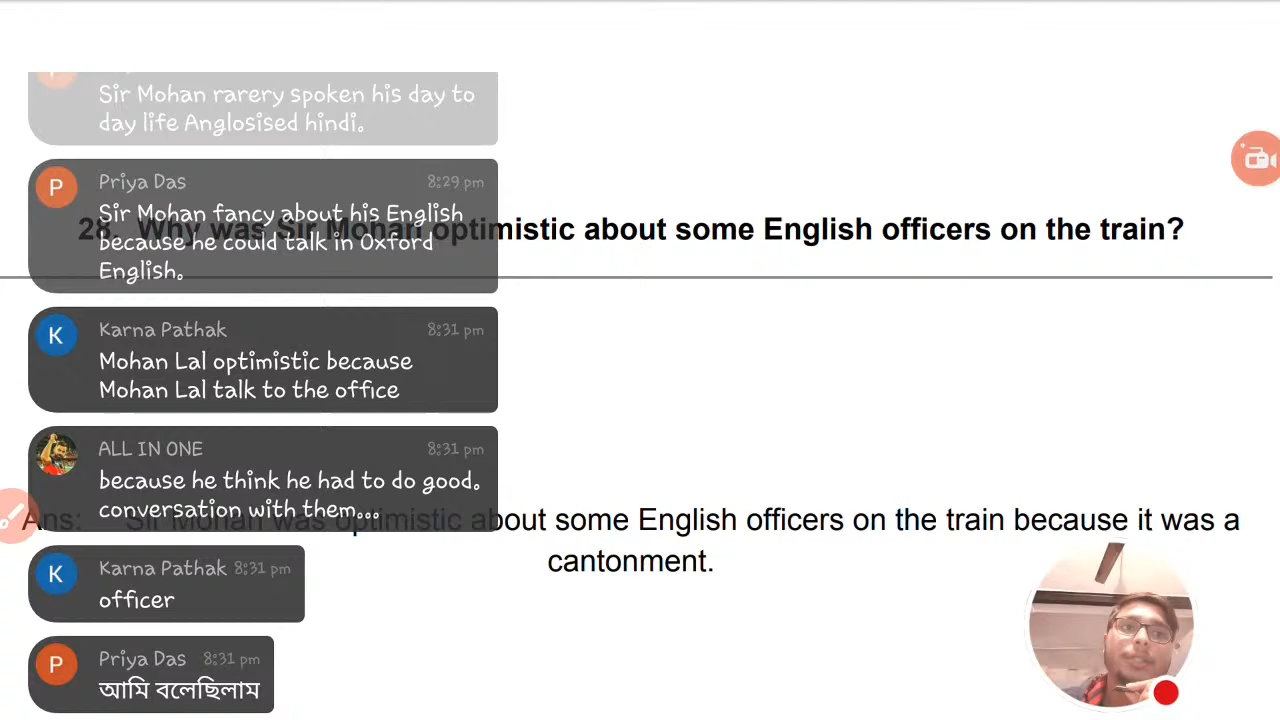 Sir Mohan rarery spoken his day to
day life Anglosised hindi.
P
Priya Das 8:29 pm
Sir Mohan fancy about his English
because he could talk in Oxford
English.
28. Why was Sir Mohan optimistic about some English officers on the train?
K
Karna Pathak 8:31 pm
Mohan Lal optimistic because
Mohan Lal talk to the office
ALL IN ONE 8:31 pm
because he think he had to do good.
conversation with them...
Ans: Sir Mohan was optimistic about some English officers on the train because it was a
cantonment.
K
Karna Pathak 8:31 pm
officer
P
Priya Das 8:31 pm
আমি বলেছিলাম